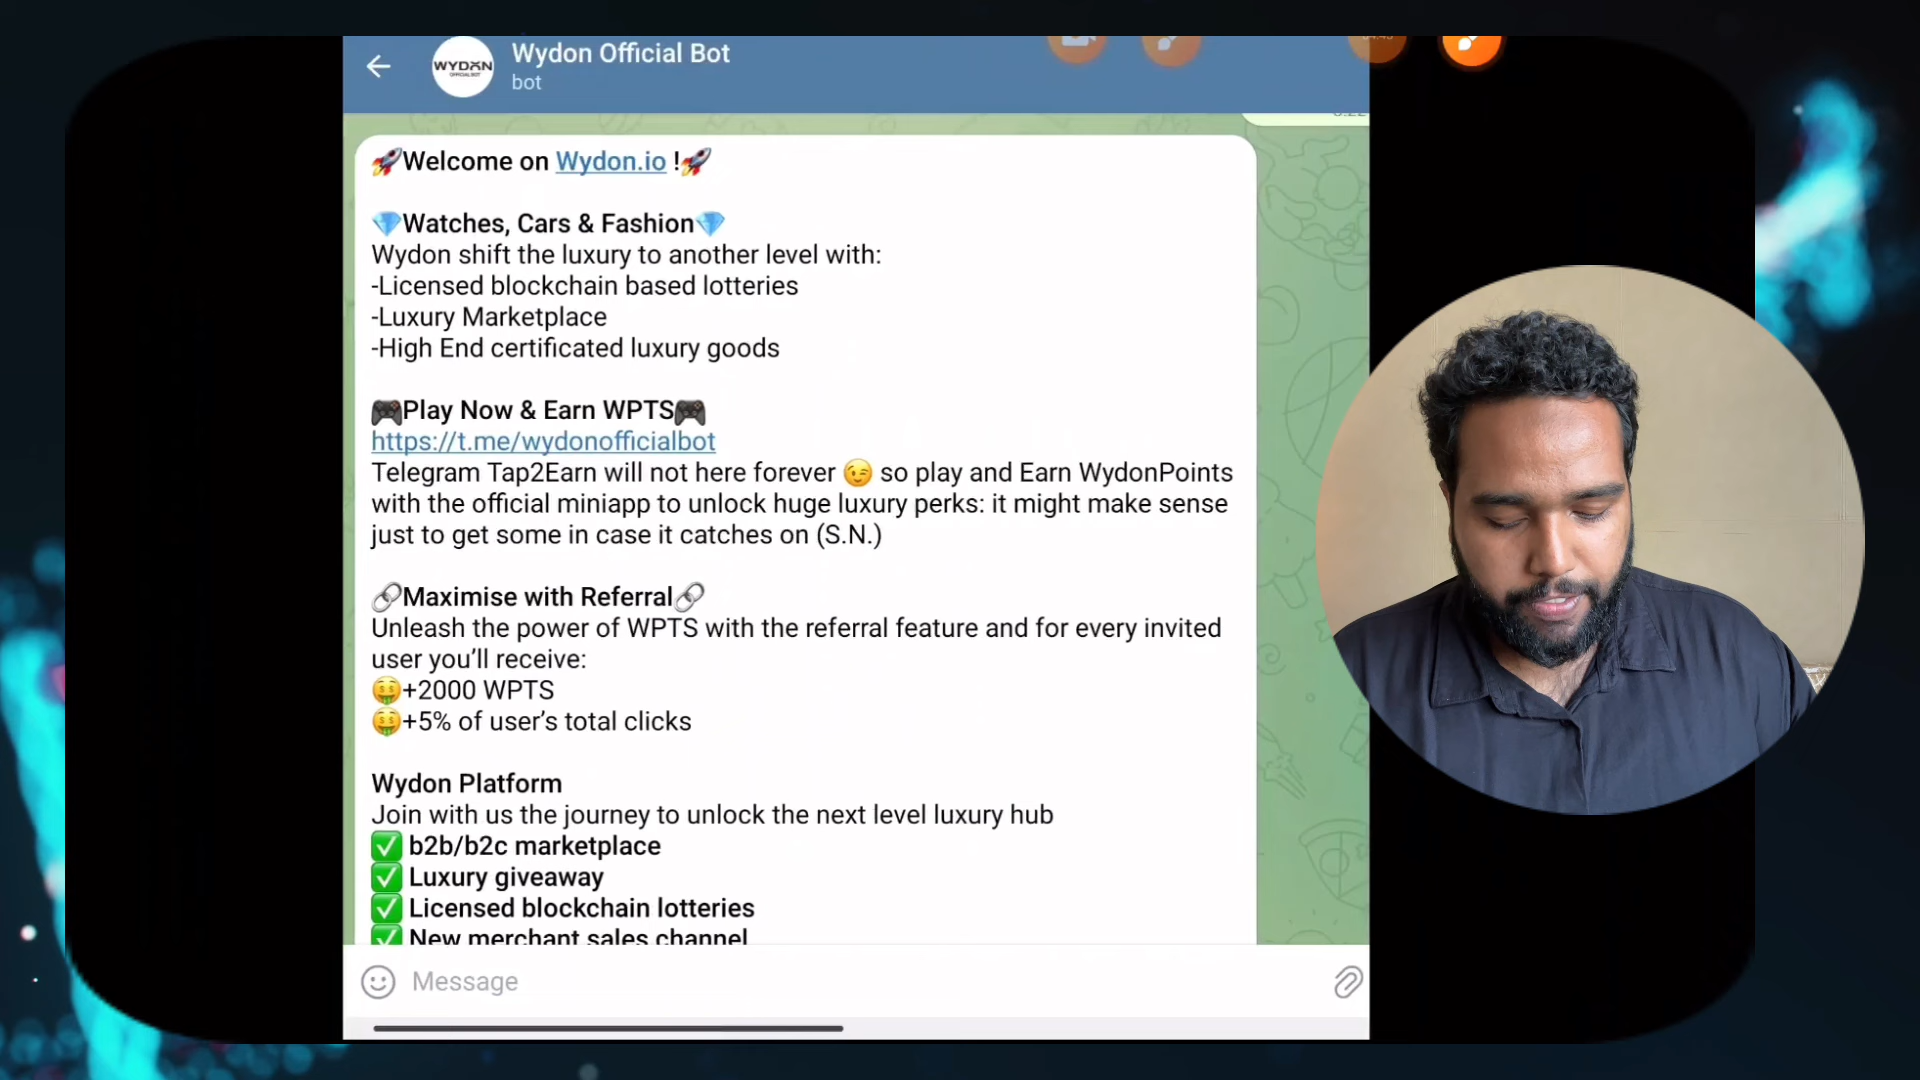 Wydon Official Bot
bot
WYDON
OFFICIAL BOT
🚀Welcome on Wydon.io !🚀
💎Watches, Cars & Fashion💎
Wydon shift the luxury to another level with:
-Licensed blockchain based lotteries
-Luxury Marketplace
-High End certificated luxury goods
🎮Play Now & Earn WPTS🎮
https://t.me/wydonofficialbot
Telegram Tap2Earn will not here forever 😉 so play and Earn WydonPoints
with the official miniapp to unlock huge luxury perks: it might make sense
just to get some in case it catches on (S.N.)
🔗Maximise with Referral🔗
Unleash the power of WPTS with the referral feature and for every invited
user you'll receive:
🤑+2000 WPTS
🤑+5% of user's total clicks
Wydon Platform
Join with us the journey to unlock the next level luxury hub
✅ b2b/b2c marketplace
✅ Luxury giveaway
✅ Licensed blockchain lotteries
✅ New merchant sales channel
Message